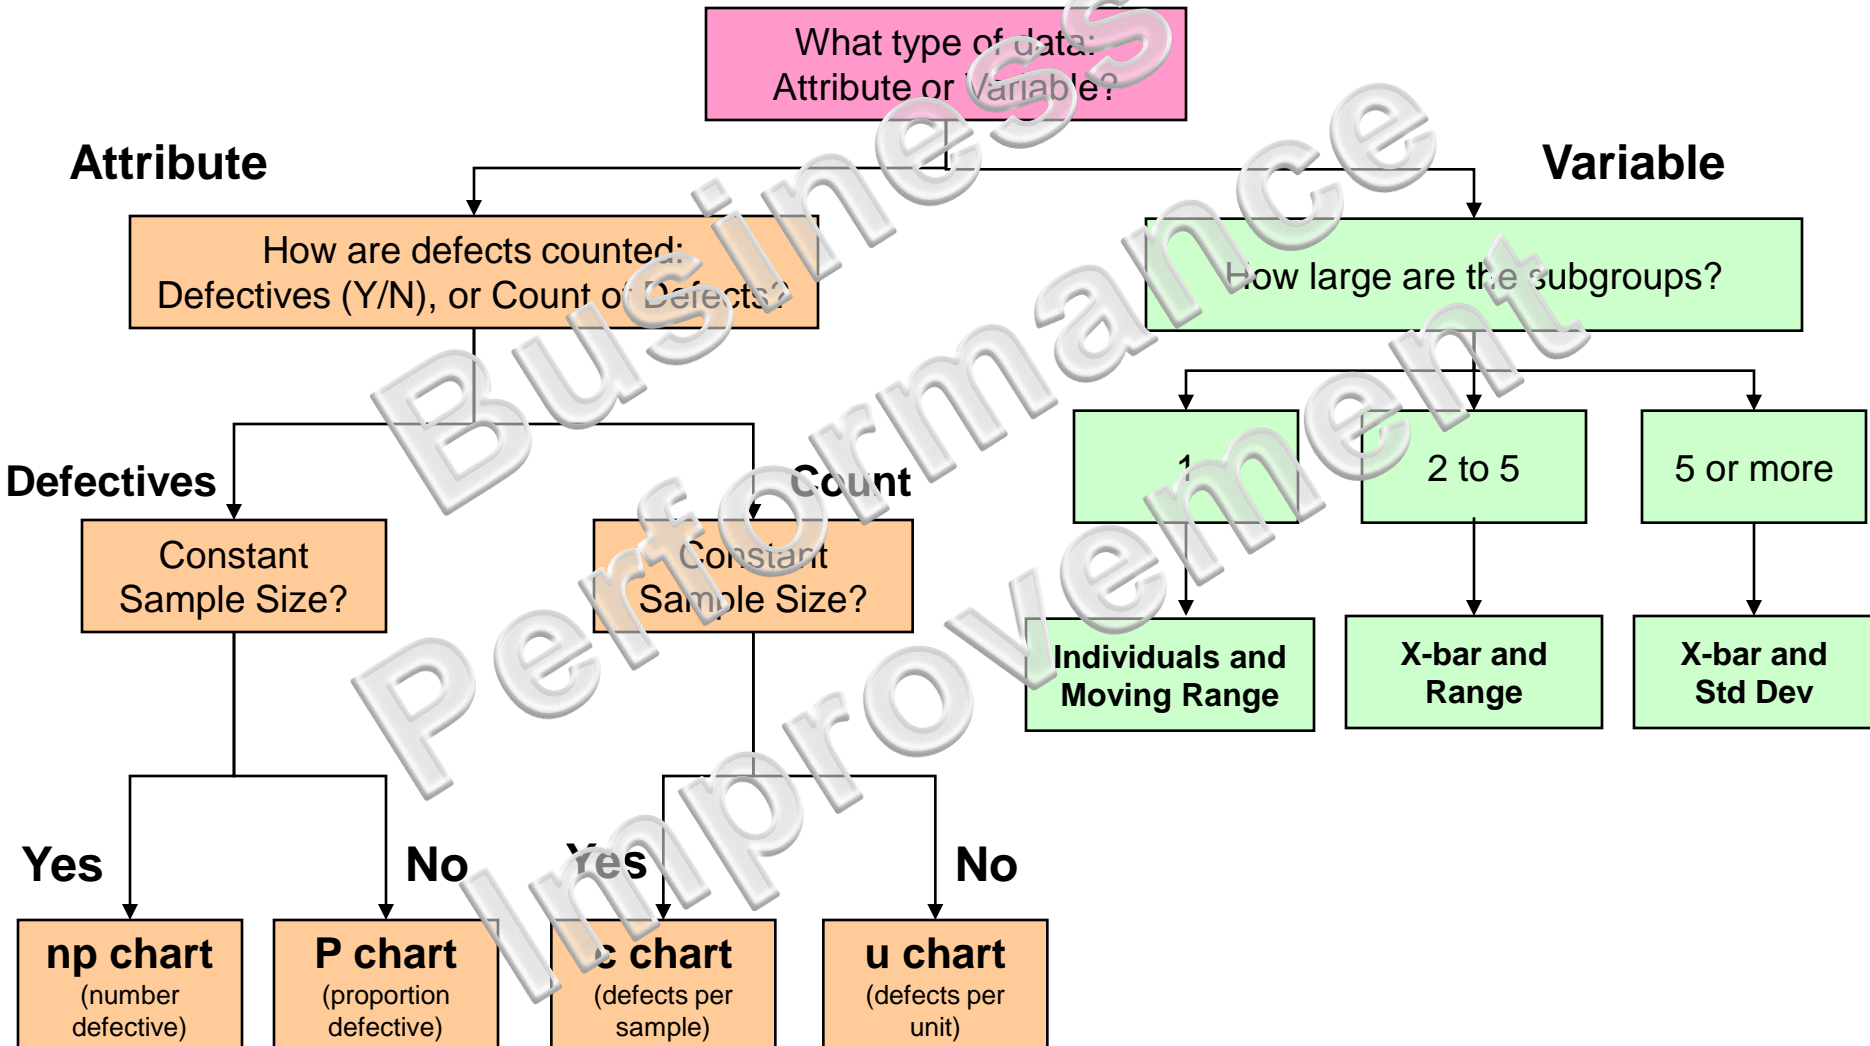 What type of data:
Attribute or Variable?
Attribute
Variable
How are defects counted:
Defectives (Y/N), or Count of Defects?
How large are the subgroups?
Defectives
Count
1
2 to 5
5 or more
Constant
Sample Size?
Constant
Sample Size?
Individuals and
Moving Range
X-bar and
Range
X-bar and
Std Dev
Yes
No
Yes
No
np chart
(number
defective)
P chart
(proportion
defective)
c chart
(defects per
sample)
u chart
(defects per
unit)
Business
Performance
Improvement